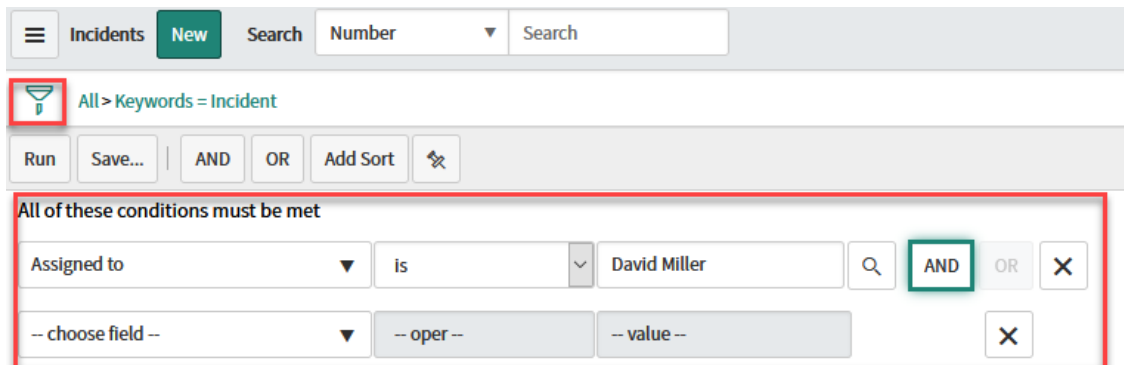 Incidents New Search Number Search
All > Keywords = Incident
Run Save... AND OR Add Sort
All of these conditions must be met
Assigned to is David Miller AND OR
-- choose field -- -- oper -- -- value --